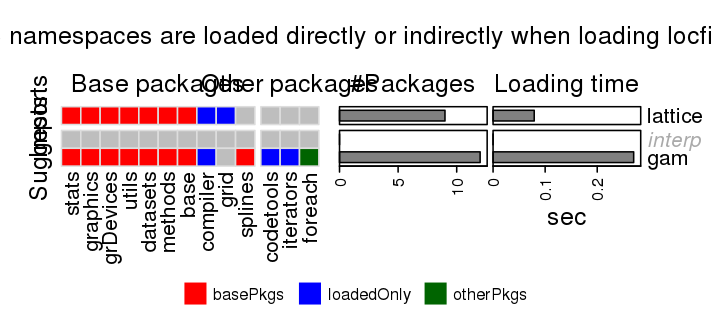 namespaces are loaded directly or indirectly when loading locfi
Base packages Other packages #Packages Loading time
Imports
Suggests
lattice
interp
gam
0 5 10 0 0.1 0.2
sec
stats graphics grDevices utils datasets methods base compiler grid splines codetools iterators foreach
basePkgs loadedOnly otherPkgs